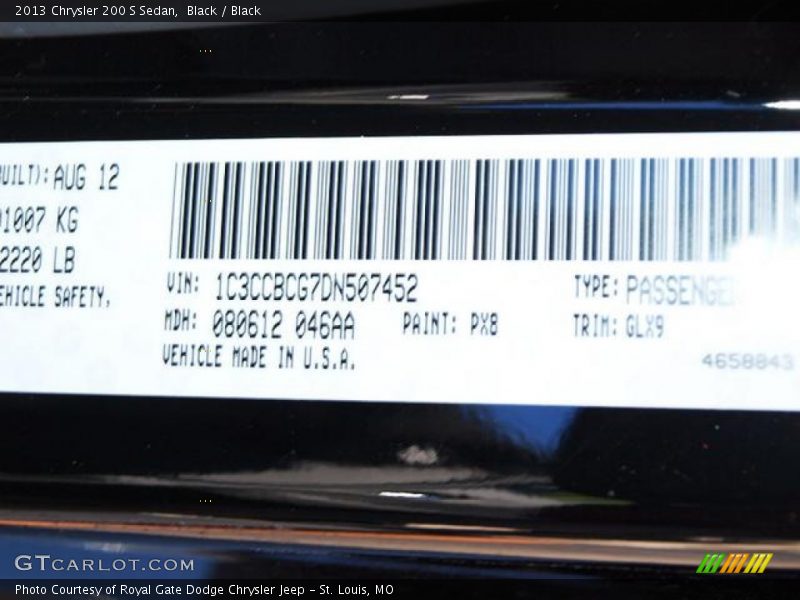 2013 Chrysler 200 S Sedan, Black / Black
UILT): AUG 12
01007 KG
2220 LB
EHICLE SAFETY,
VIN: 1C3CCBCG7DN507452
TYPE: PASSENGER
MDH: 080612 046AA PAINT: PX8 TRIM: GLX9
VEHICLE MADE IN U.S.A.
4658843
GTCARLOT.COM
Photo Courtesy of Royal Gate Dodge Chrysler Jeep - St. Louis, MO